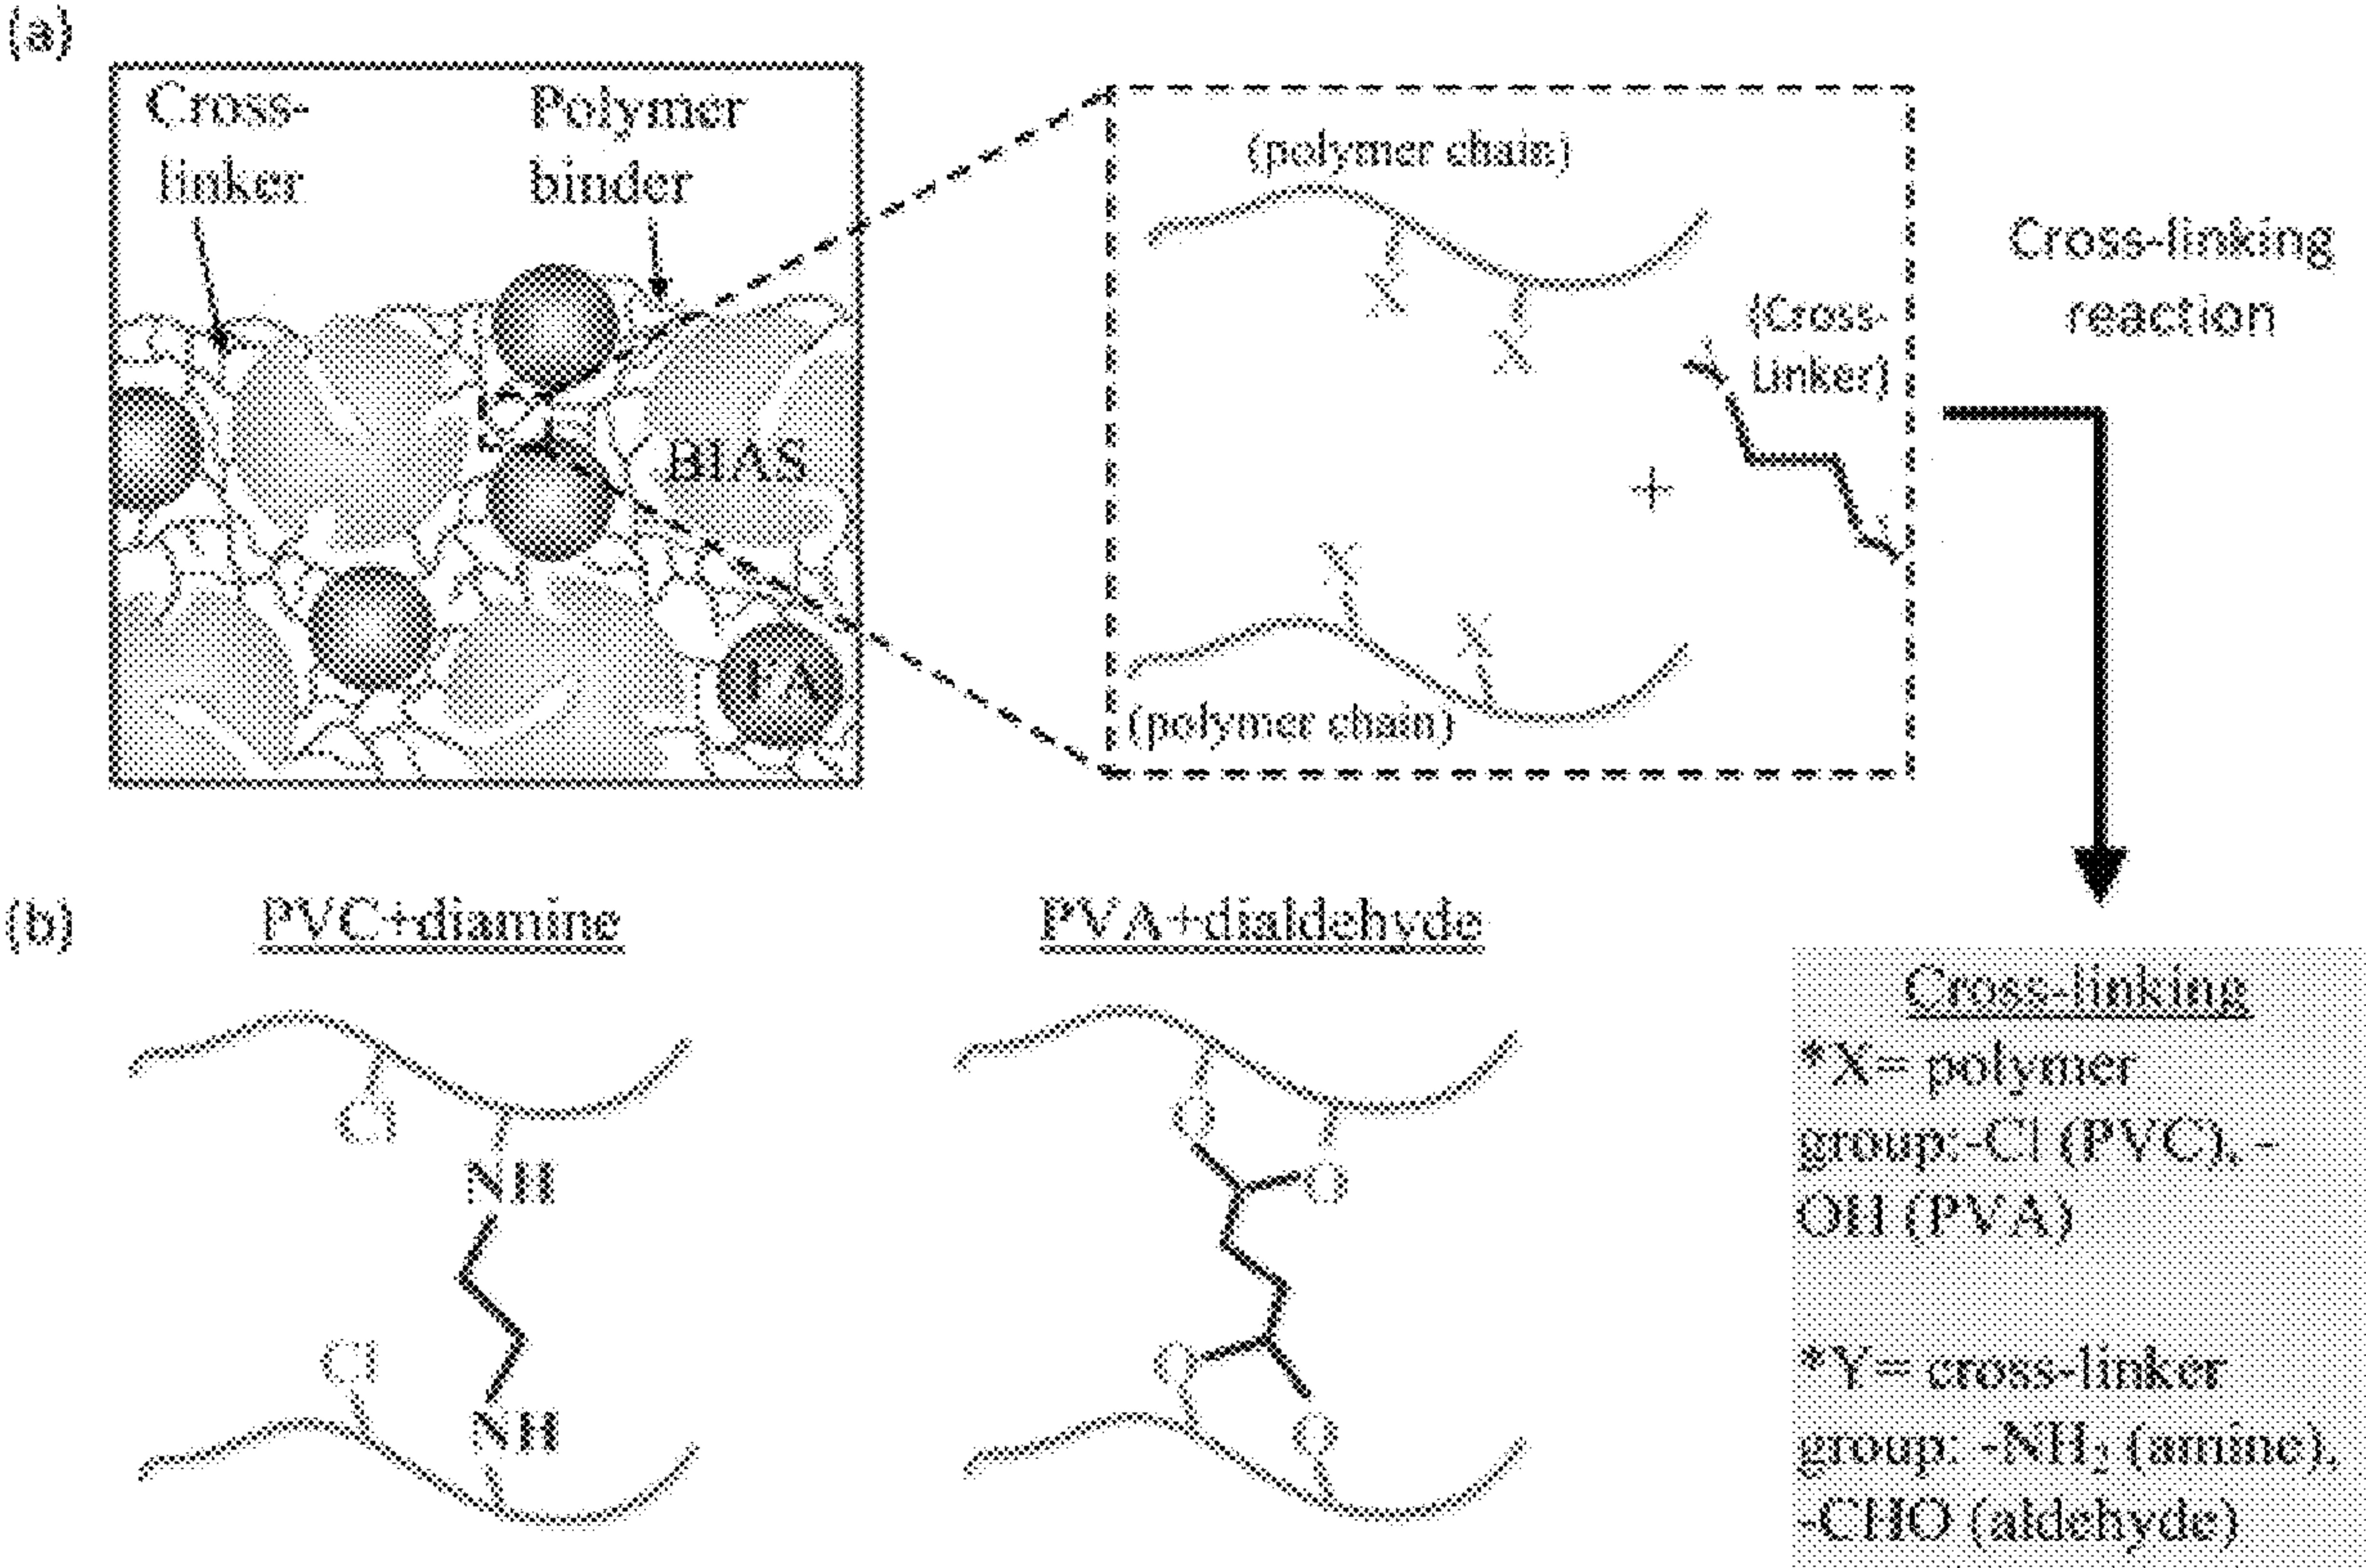 (a)
Cross-
linker
Polymer
binder
BIAS
FA
(polymer chain)
X
X
Y
(Cross-
Linker)
+
Y
X
X
(polymer chain)
Cross-linking
reaction
(b)
PVC+diamine
Cl
NH
Cl
NH
PVA+dialdehyde
O
O
O
O
Cross-linking
*X= polymer
group:-Cl (PVC), -
OH (PVA)
*Y= cross-linker
group: -NH₂ (amine),
-CHO (aldehyde)